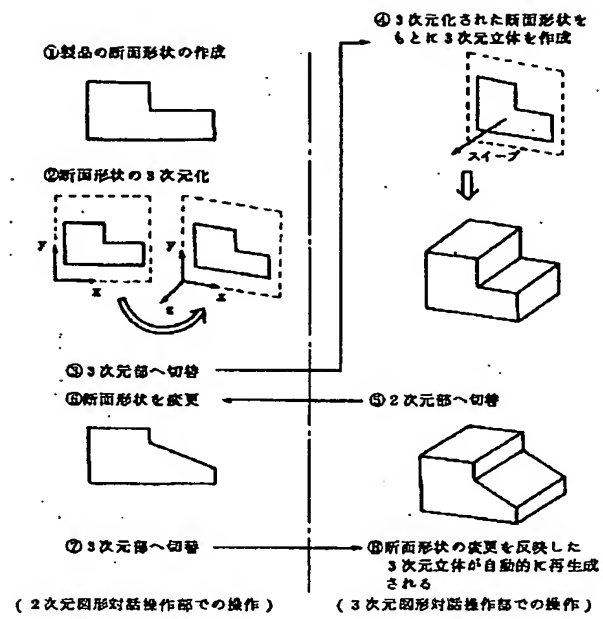 ①製品の断面形状の作成
②断面形状の3次元化
y
x
y
x
z
③3次元部へ切替
④3次元化された断面形状を
もとに3次元立体を作成
スイープ
⑤2次元部へ切替
⑥断面形状を変更
⑦3次元部へ切替
⑧断面形状の変更を反映した
3次元立体が自動的に再生成
される
(2次元図形対話操作部での操作)
(3次元図形対話操作部での操作)